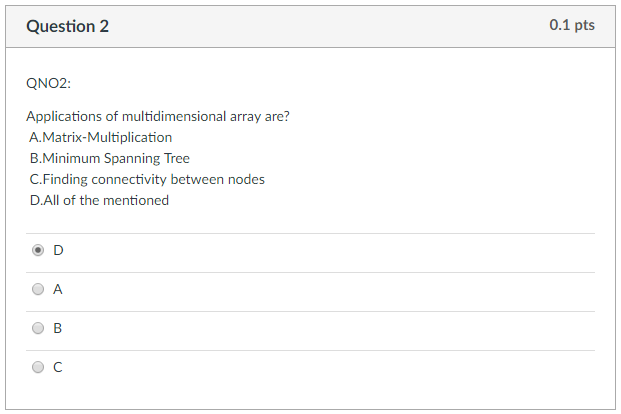 Question 2
0.1 pts
QNO2:
Applications of multidimensional array are?
A.Matrix-Multiplication
B.Minimum Spanning Tree
C.Finding connectivity between nodes
D.All of the mentioned
D
A
B
C